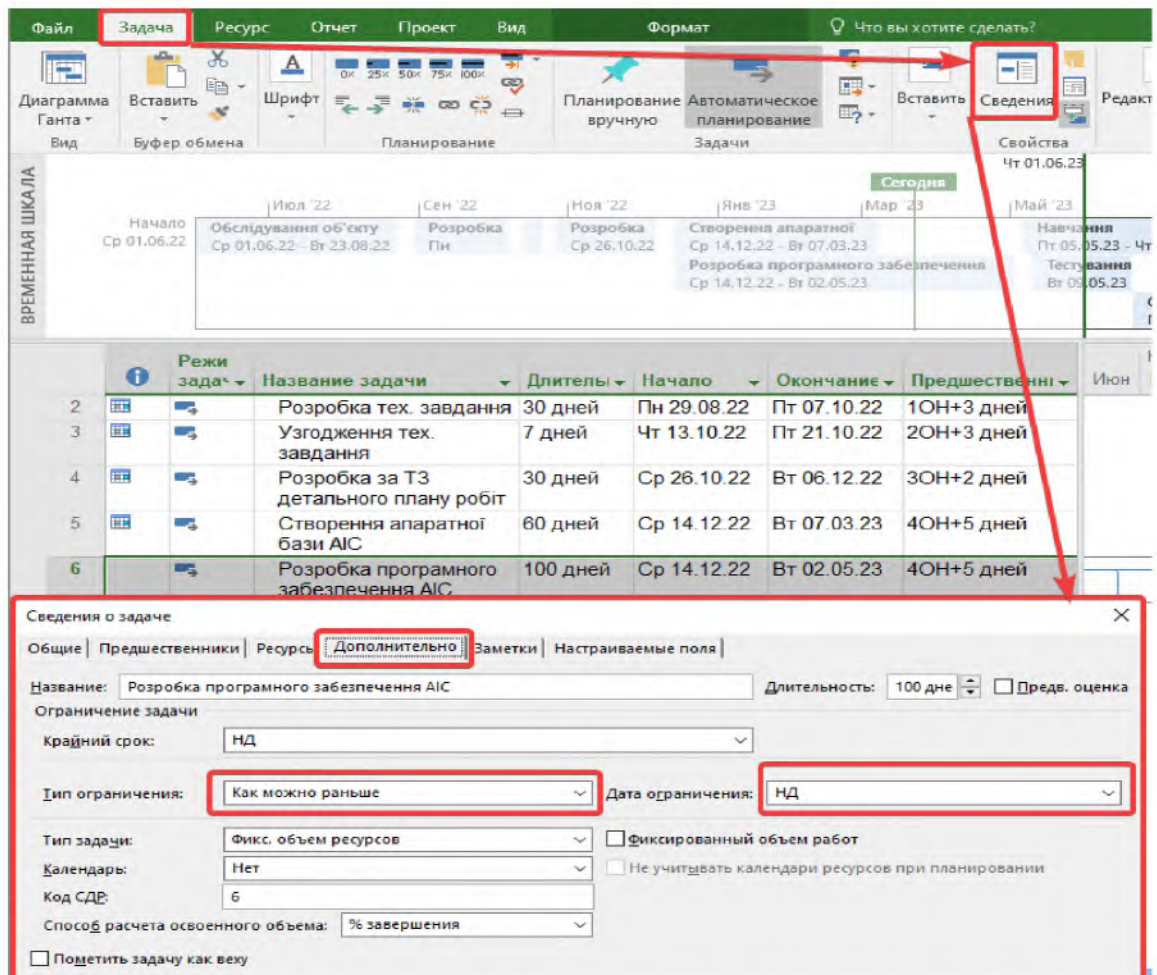 Файл Задача Ресурс Отчет Проект Вид Формат Что вы хотите сделать?
0× 25× 50× 75× 100×
Диаграмма Ганта Вставить Шрифт Планирование вручную Автоматическое планирование Вставить Сведения Редакт
Вид Буфер обмена Планирование Задачи Свойства
ВРЕМЕННАЯ ШКАЛА
Чт 01.06.23
Сегодня
Июл '22 Сен '22 Ноя '22 Янв '23 Мар '23 Май '23
Начало
Ср 01.06.22
Обслідування об'єкту Розробка Розробка Створення апаратної Навчання
Ср 01.06.22 - Вт 23.08.22 Пн Ср 26.10.22 Ср 14.12.22 - Вт 07.03.23 Пт 05.05.23 - Чт
Розробка програмного забезпечення Тестування
Ср 14.12.22 - Вт 02.05.23 Вт 09.05.23
Режи
задач Название задачи Длительн Начало Окончание Предшественни Июн
2 Розробка тех. завдання 30 дней Пн 29.08.22 Пт 07.10.22 1ОН+3 дней
3 Узгодження тех. завдання 7 дней Чт 13.10.22 Пт 21.10.22 2ОН+3 дней
4 Розробка за ТЗ детального плану робіт 30 дней Ср 26.10.22 Вт 06.12.22 3ОН+2 дней
5 Створення апаратної бази АІС 60 дней Ср 14.12.22 Вт 07.03.23 4ОН+5 дней
6 Розробка програмного забезпечення АІС 100 дней Ср 14.12.22 Вт 02.05.23 4ОН+5 дней
Сведения о задаче
Общие Предшественники Ресурсы Дополнительно Заметки Настраиваемые поля
Название: Розробка програмного забезпечення АІС Длительность: 100 дне Предв. оценка
Ограничение задачи
Крайний срок: НД
Тип ограничения: Как можно раньше Дата ограничения: НД
Тип задачи: Фикс. объем ресурсов Фиксированный объем работ
Календарь: Нет Не учитывать календари ресурсов при планировании
Код СДР: 6
Способ расчета освоенного объема: % завершения
Пометить задачу как веху